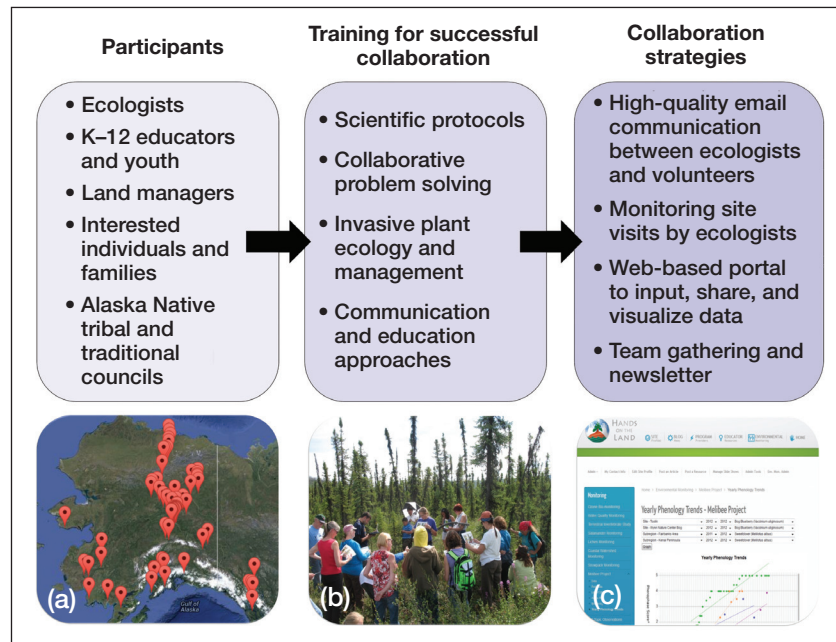 Participants
Training for successful
collaboration
Collaboration
strategies
• Ecologists
• K–12 educators
and youth
• Land managers
• Interested
individuals and
families
• Alaska Native
tribal and
traditional
councils
• Scientific protocols
• Collaborative
problem solving
• Invasive plant
ecology and
management
• Communication
and education
approaches
• High-quality email
communication
between ecologists
and volunteers
• Monitoring site
visits by ecologists
• Web-based portal
to input, share, and
visualize data
• Team gathering and
newsletter
(a)
Gulf of
Alaska
(b)
HANDS
ON THE
LAND
HOME
Monitoring
Yearly Phenology Trends - Melibee Project
Yearly Phenology Trends
(c)